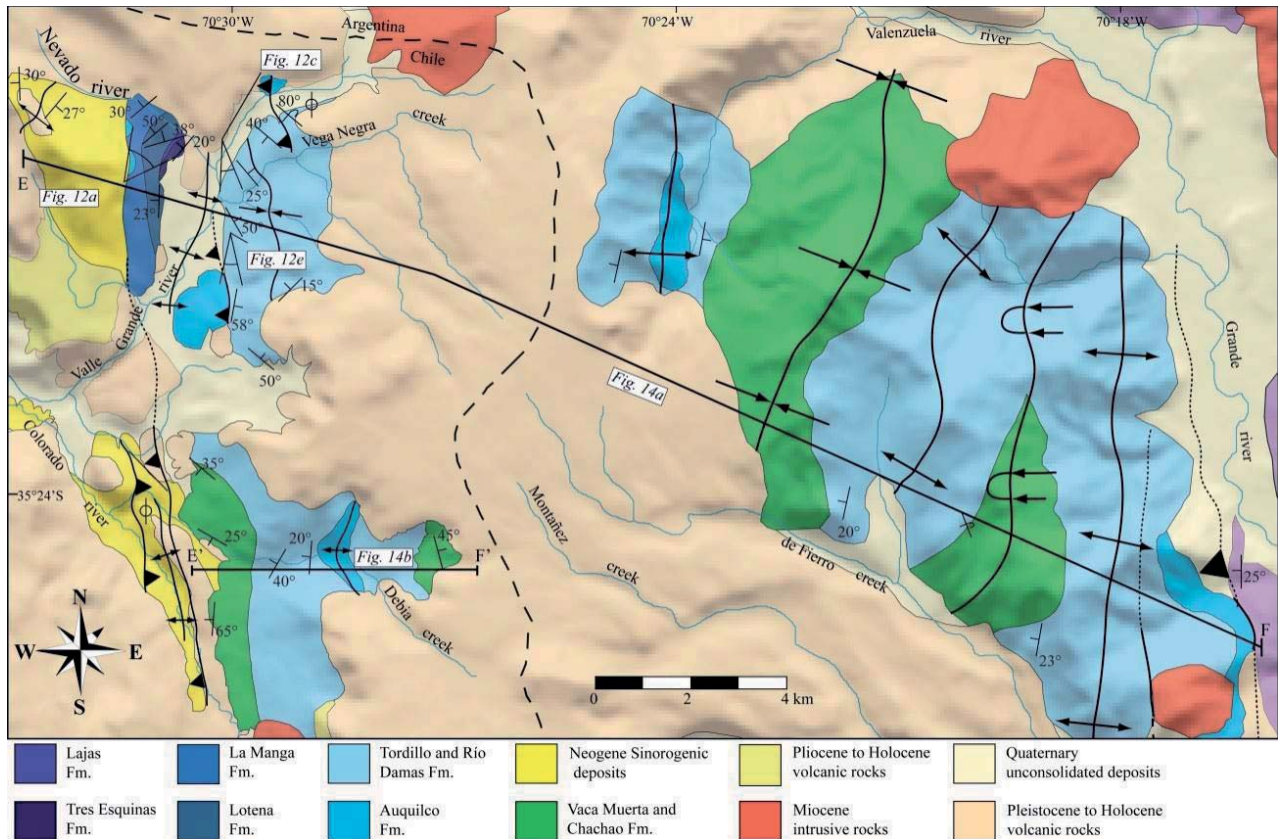 70°30'W
70°24'W
70°18'W
Argentina
Chile
Valenzuela
river
Nevado
river
Fig. 12c
30°
27°
30°
50°
38°
20°
80°
40°
Vega Negra
creek
E
Fig. 12a
23°
25°
50
Fig. 12e
15°
58°
50°
river
Grande
Valle
Fig. 14a
Grande
river
Colorado
river
35°24'S
35°
25°
E'
20°
40°
Fig. 14b
45°
F'
65°
Debia
creek
Montañez
creek
de Fierro
creek
20°
23°
25°
F
N
W
E
S
0
2
4 km
Lajas
Fm.
La Manga
Fm.
Tordillo and Río
Damas Fm.
Neogene Sinorogenic
deposits
Pliocene to Holocene
volcanic rocks
Quaternary
unconsolidated deposits
Tres Esquinas
Fm.
Lotena
Fm.
Auquilco
Fm.
Vaca Muerta and
Chachao Fm.
Miocene
intrusive rocks
Pleistocene to Holocene
volcanic rocks